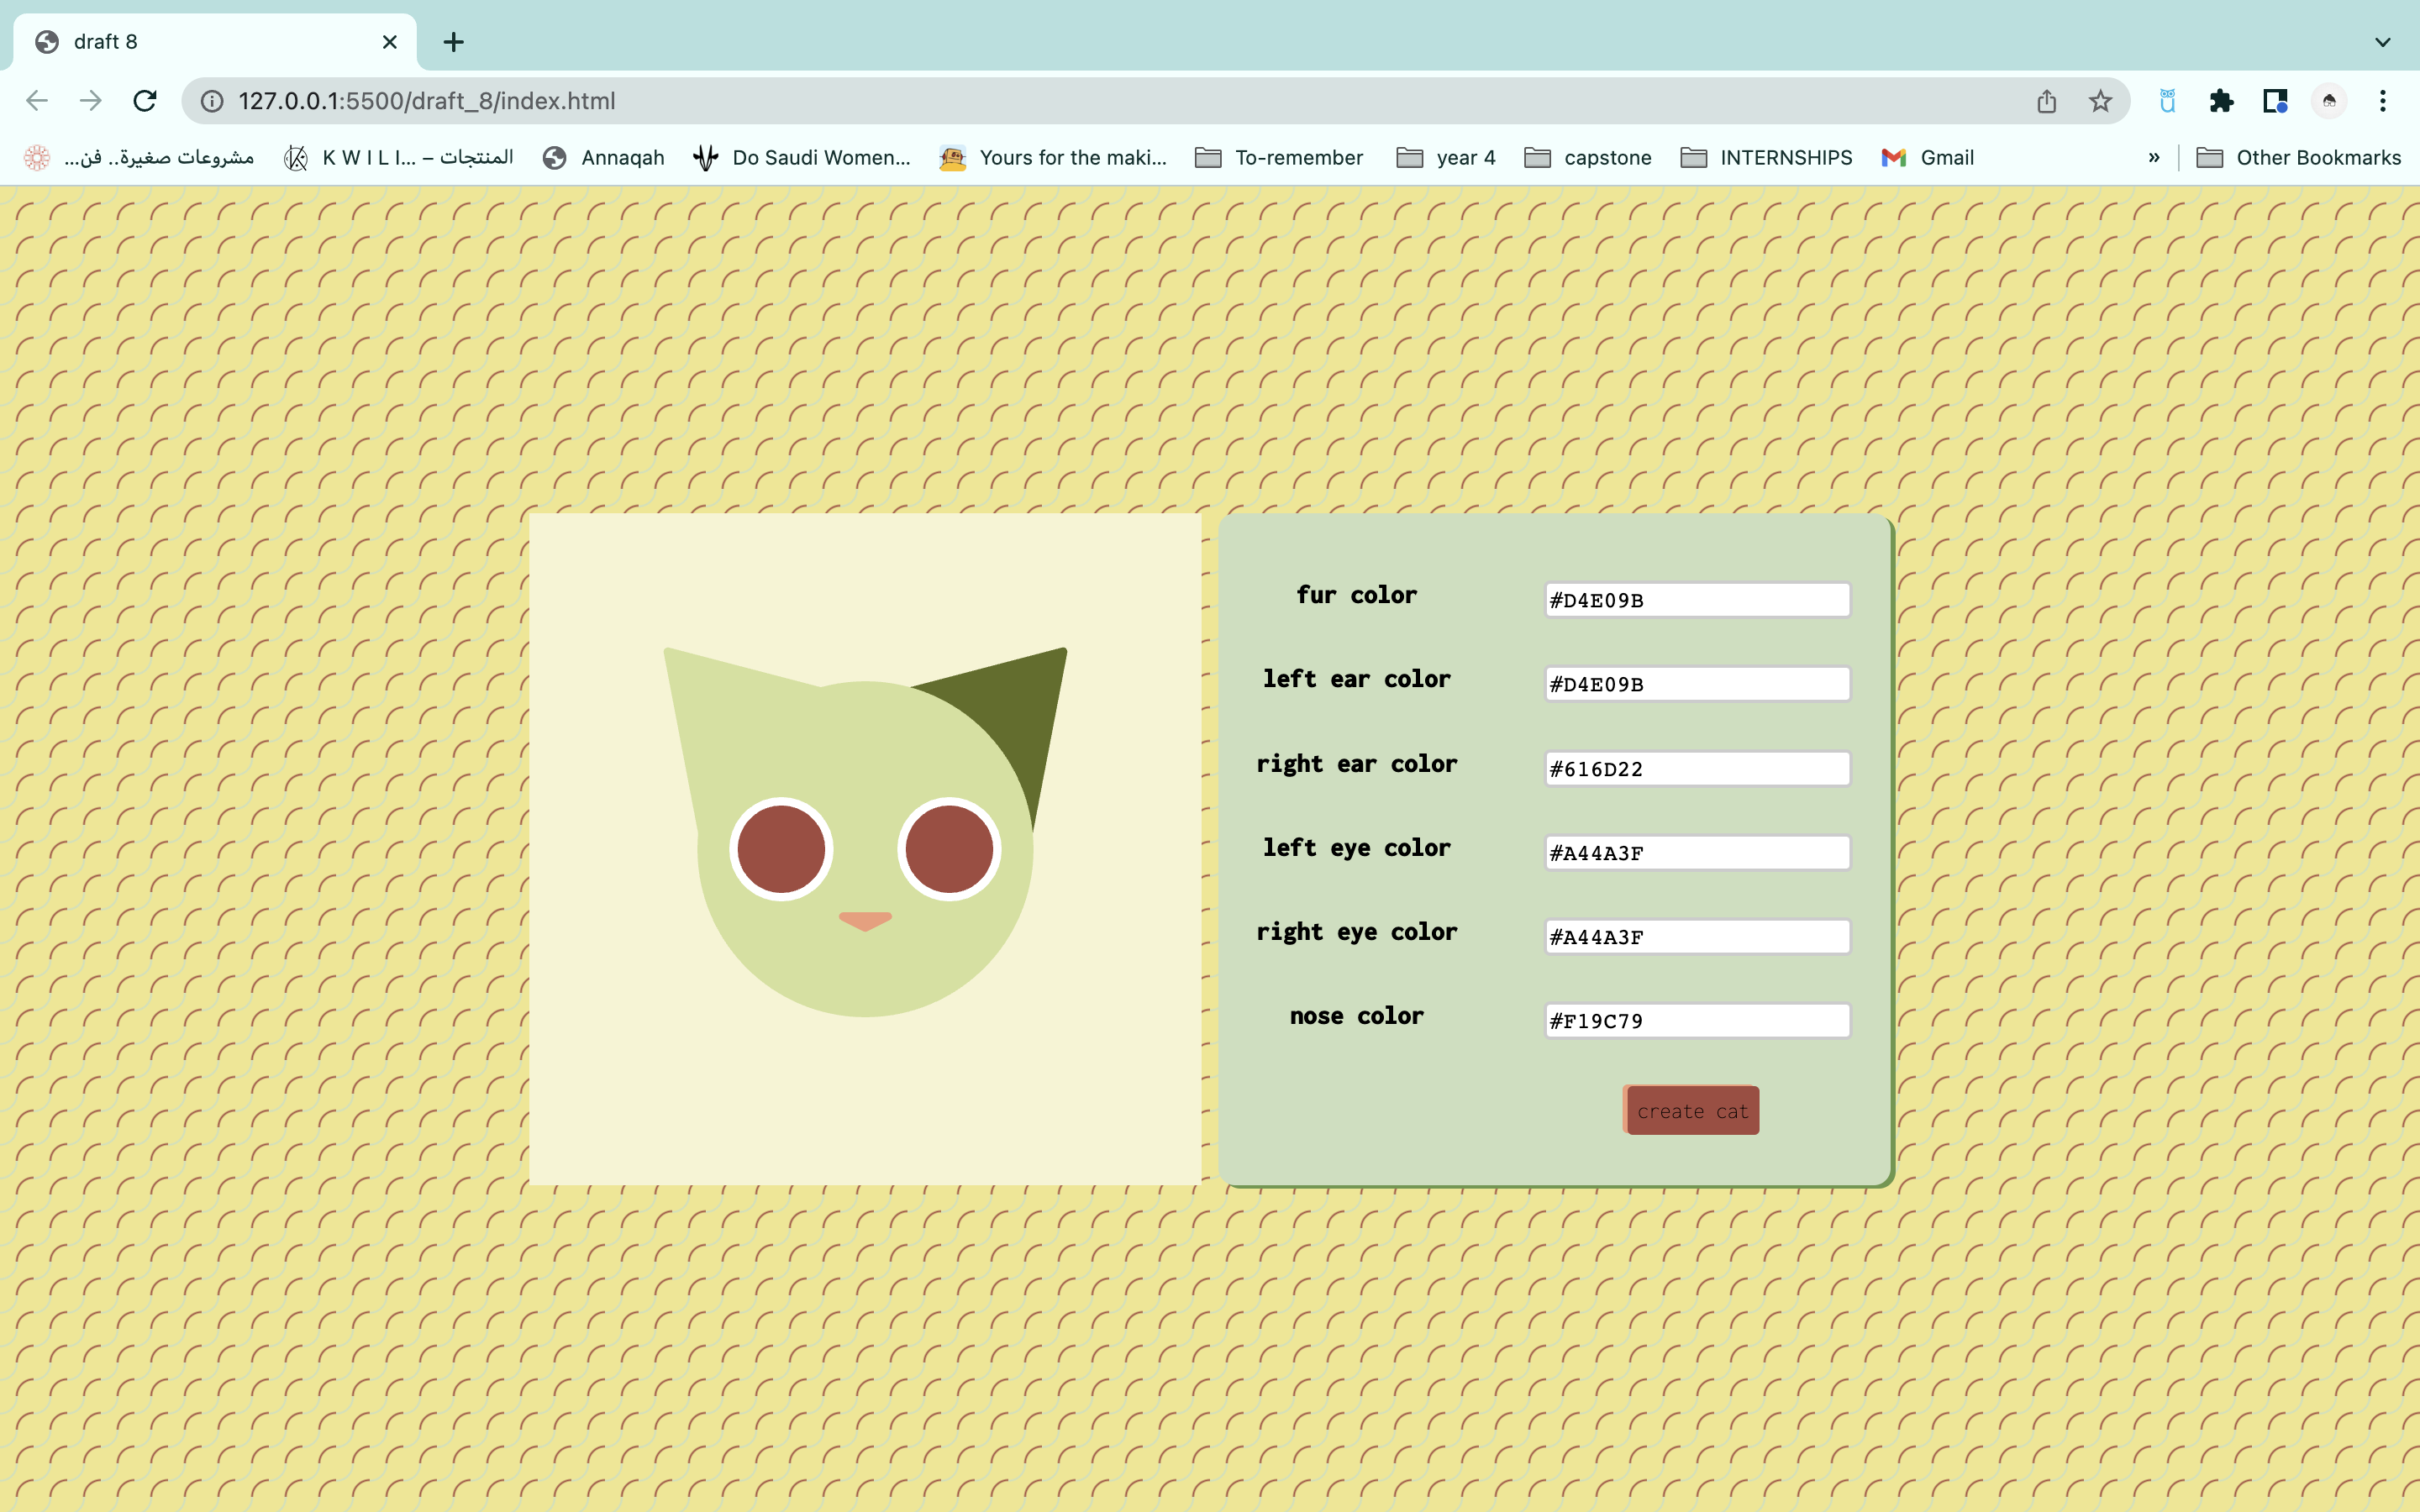 draft 8
127.0.0.1:5500/draft_8/index.html
مشروعات صغيرة.. فن...
K W I L I... – المنتجات
Annaqah
Do Saudi Women...
Yours for the maki...
To-remember
year 4
capstone
INTERNSHIPS
Gmail
»
Other Bookmarks
fur color
#D4E09B
left ear color
#D4E09B
right ear color
#616D22
left eye color
#A44A3F
right eye color
#A44A3F
nose color
#F19C79
create cat